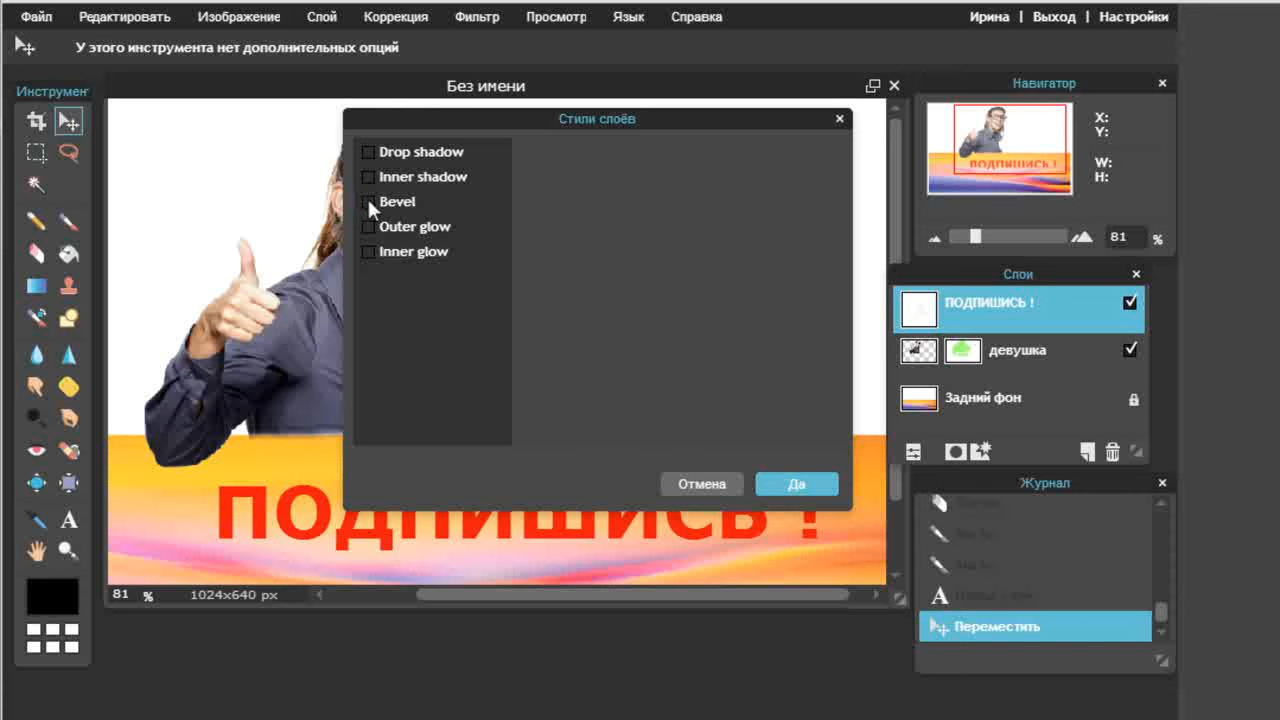 Файл Редактировать Изображение Слой Коррекция Фильтр Просмотр Язык Справка Ирина | Выход | Настройки
У этого инструмента нет дополнительных опций
Инструмен
Без имени
Стили слоёв
Drop shadow
Inner shadow
Bevel
Outer glow
Inner glow
Отмена Да
ПОДПИШИСЬ !
81 % 1024x640 px
Навигатор
ПОДПИШИСЬ !
X:
Y:
W:
H:
81 %
Слои
ПОДПИШИСЬ !
девушка
Задний фон
Журнал
Переместить